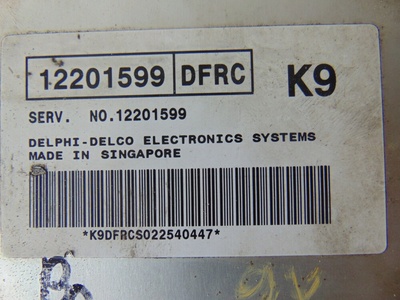 12201599 DFRC K9
SERV. NO.12201599
DELPHI-DELCO ELECTRONICS SYSTEMS
MADE IN SINGAPORE
*K9DFRCS022540447*